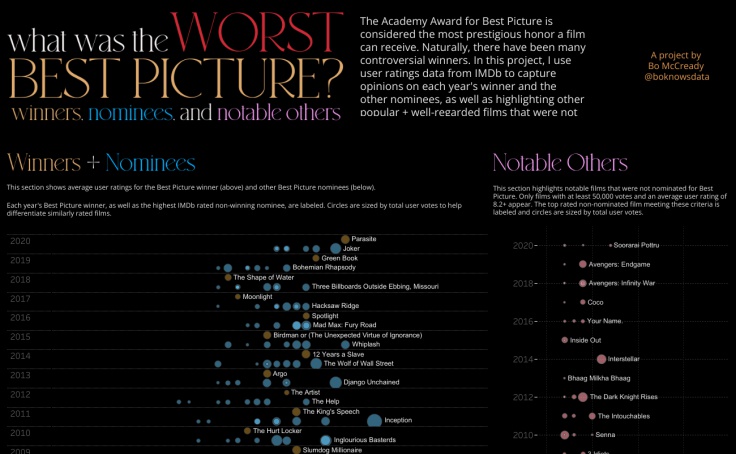 what was the WORST
BEST PICTURE?
winners, nominees, and notable others
The Academy Award for Best Picture is
considered the most prestigious honor a film
can receive. Naturally, there have been many
controversial winners. In this project, I use
user ratings data from IMDb to capture
opinions on each year's winner and the
other nominees, as well as highlighting other
popular + well-regarded films that were not
A project by
Bo McCready
@boknowsdata
Winners + Nominees
This section shows average user ratings for the Best Picture winner (above) and other Best Picture nominees (below).
Each year's Best Picture winner, as well as the highest IMDb rated non-winning nominee, are labeled. Circles are sized by total user votes to help
differentiate similarly rated films.
2020
Parasite
Joker
2019
Green Book
Bohemian Rhapsody
2018
The Shape of Water
Three Billboards Outside Ebbing, Missouri
2017
Moonlight
Hacksaw Ridge
2016
Spotlight
Mad Max: Fury Road
2015
Birdman or (The Unexpected Virtue of Ignorance)
Whiplash
2014
12 Years a Slave
The Wolf of Wall Street
2013
Argo
Django Unchained
2012
The Artist
The Help
2011
The King's Speech
Inception
2010
The Hurt Locker
Inglourious Basterds
2009
Slumdog Millionaire
Notable Others
This section highlights notable films that were not nominated for Best
Picture. Only films with at least 50,000 votes and an average user rating of
8.2+ appear. The top rated non-nominated film meeting these criteria is
labeled and circles are sized by total user votes.
2020
Soorarai Pottru
Avengers: Endgame
2018
Avengers: Infinity War
Coco
2016
Your Name.
Inside Out
2014
Interstellar
Bhaag Milkha Bhaag
2012
The Dark Knight Rises
The Intouchables
2010
Senna
3 Idiots